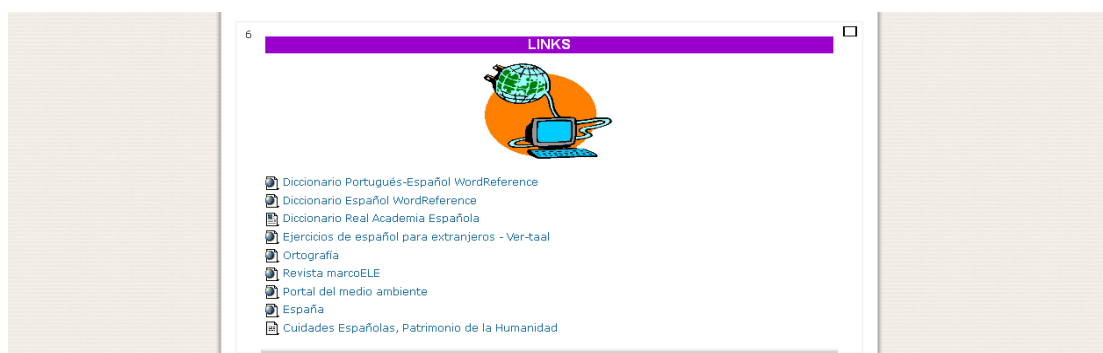 6
LINKS
Diccionario Portugués-Español WordReference
Diccionario Español WordReference
Diccionario Real Academia Española
Ejercicios de español para extranjeros - Ver-taal
Ortografía
Revista marcoELE
Portal del medio ambiente
España
Cuidades Españolas, Patrimonio de la Humanidad